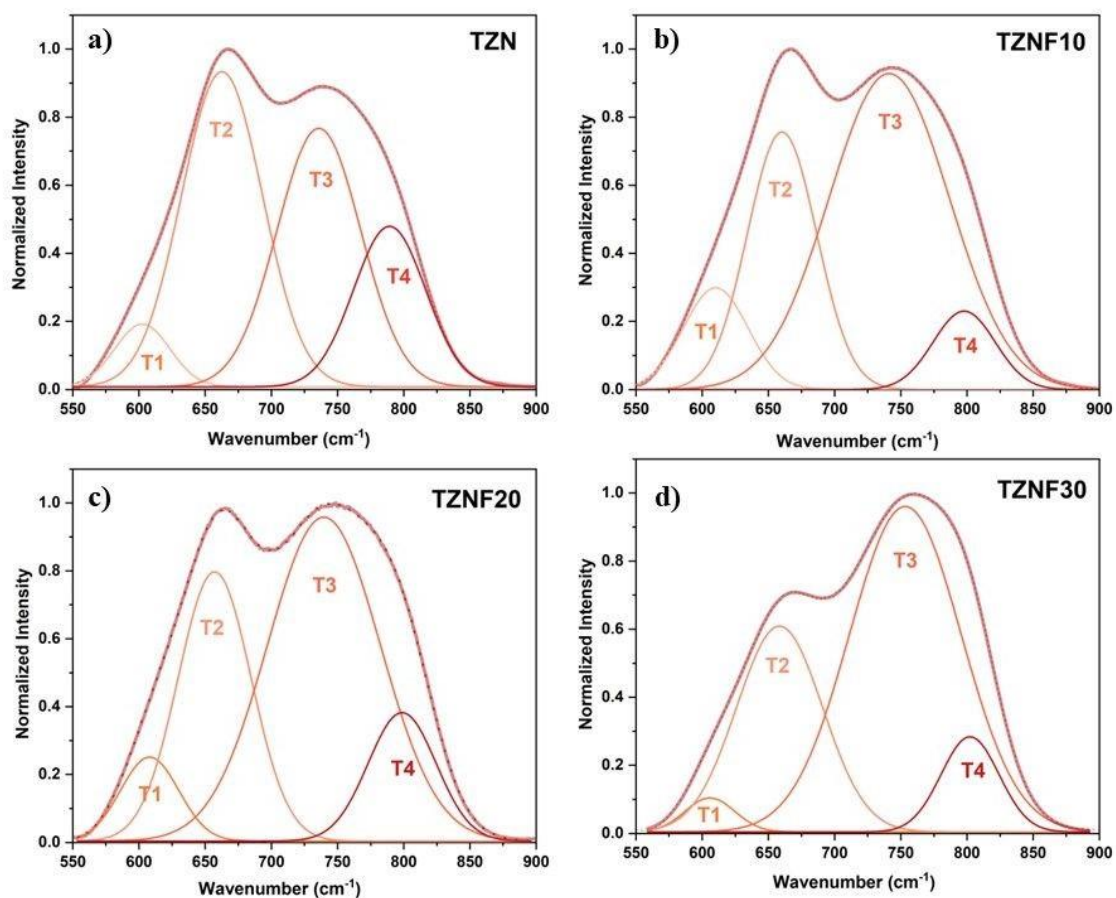 a)
TZN
1.0
0.8
0.6
0.4
0.2
0.0
Normalized Intensity
T1
T2
T3
T4
550 600 650 700 750 800 850 900
Wavenumber (cm⁻¹)
b)
TZNF10
1.0
0.8
0.6
0.4
0.2
0.0
Normalized Intensity
T1
T2
T3
T4
550 600 650 700 750 800 850 900
Wavenumber (cm⁻¹)
c)
TZNF20
1.0
0.8
0.6
0.4
0.2
0.0
Normalized Intensity
T1
T2
T3
T4
550 600 650 700 750 800 850 900
Wavenumber (cm⁻¹)
d)
TZNF30
1.0
0.8
0.6
0.4
0.2
0.0
Normalized Intensity
T1
T2
T3
T4
550 600 650 700 750 800 850 900
Wavenumber (cm⁻¹)